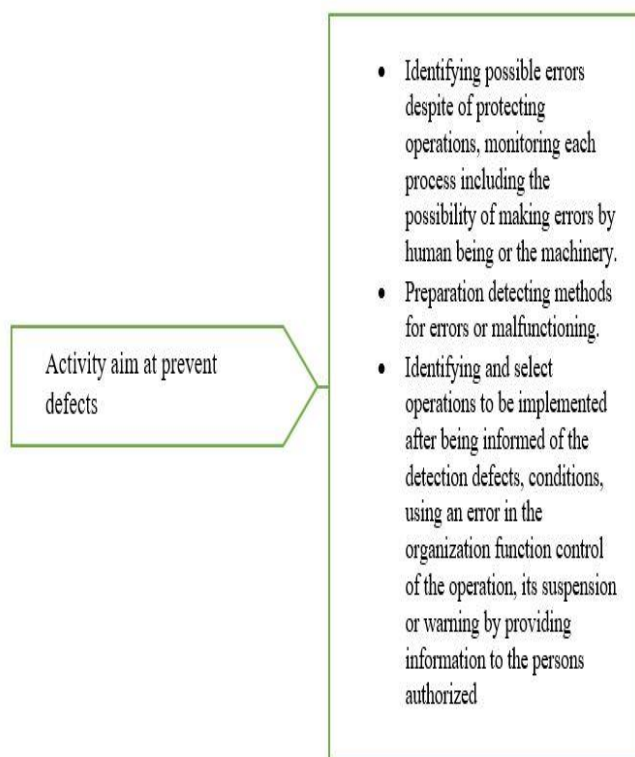 Activity aim at prevent
defects
• Identifying possible errors
despite of protecting
operations, monitoring each
process including the
possibility of making errors by
human being or the machinery.
• Preparation detecting methods
for errors or malfunctioning.
• Identifying and select
operations to be implemented
after being informed of the
detection defects, conditions,
using an error in the
organization function control
of the operation, its suspension
or warning by providing
information to the persons
authorized